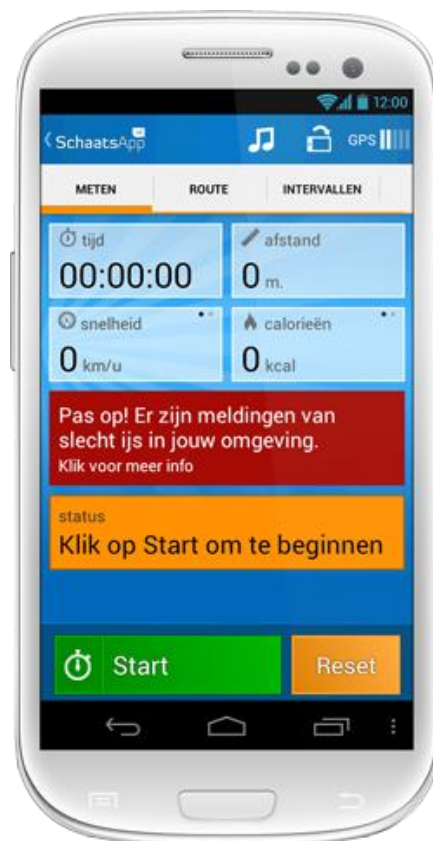 12:00
SchaatsApp
GPS
METEN ROUTE INTERVALLEN
tijd
00:00:00
afstand
0 m.
snelheid
0 km/u
calorieën
0 kcal
Pas op! Er zijn meldingen van
slecht ijs in jouw omgeving.
Klik voor meer info
status
Klik op Start om te beginnen
Start
Reset